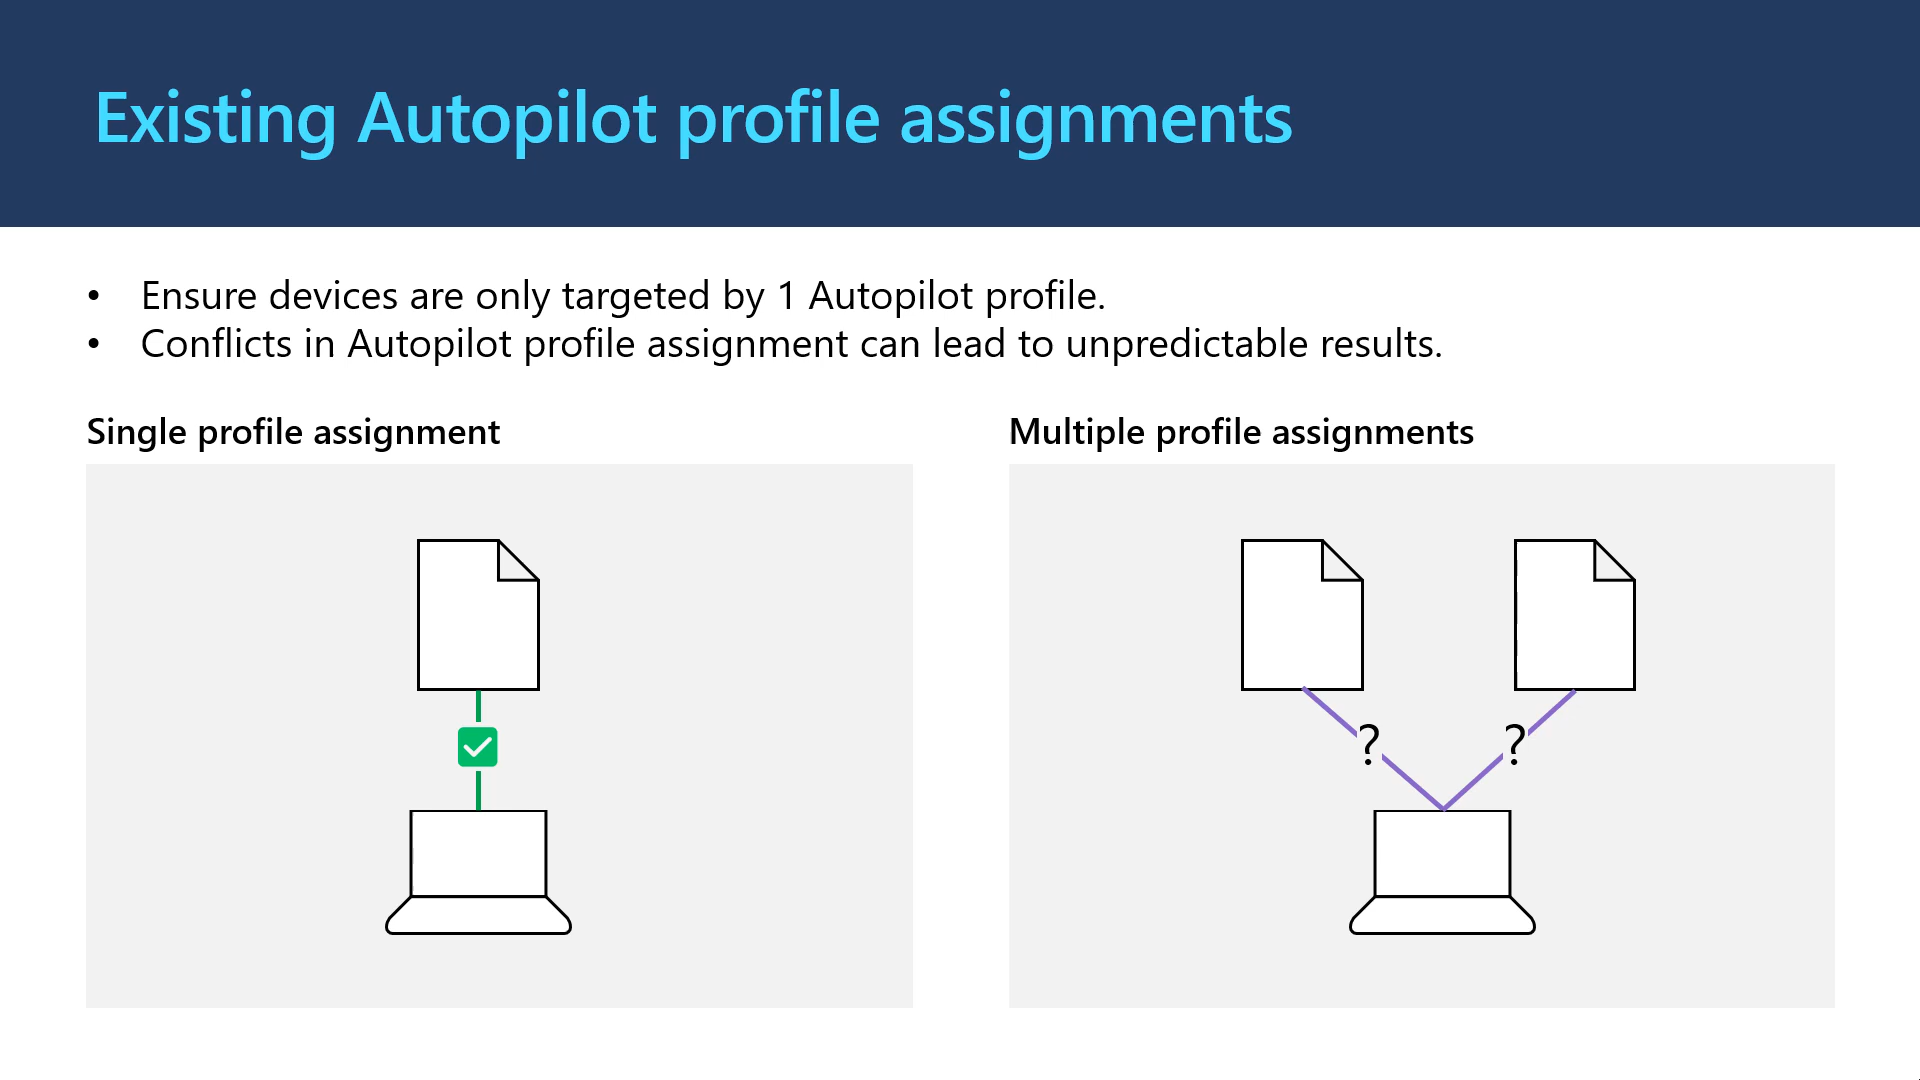 Existing Autopilot profile assignments
• Ensure devices are only targeted by 1 Autopilot profile.
• Conflicts in Autopilot profile assignment can lead to unpredictable results.
Single profile assignment
Multiple profile assignments
? ?